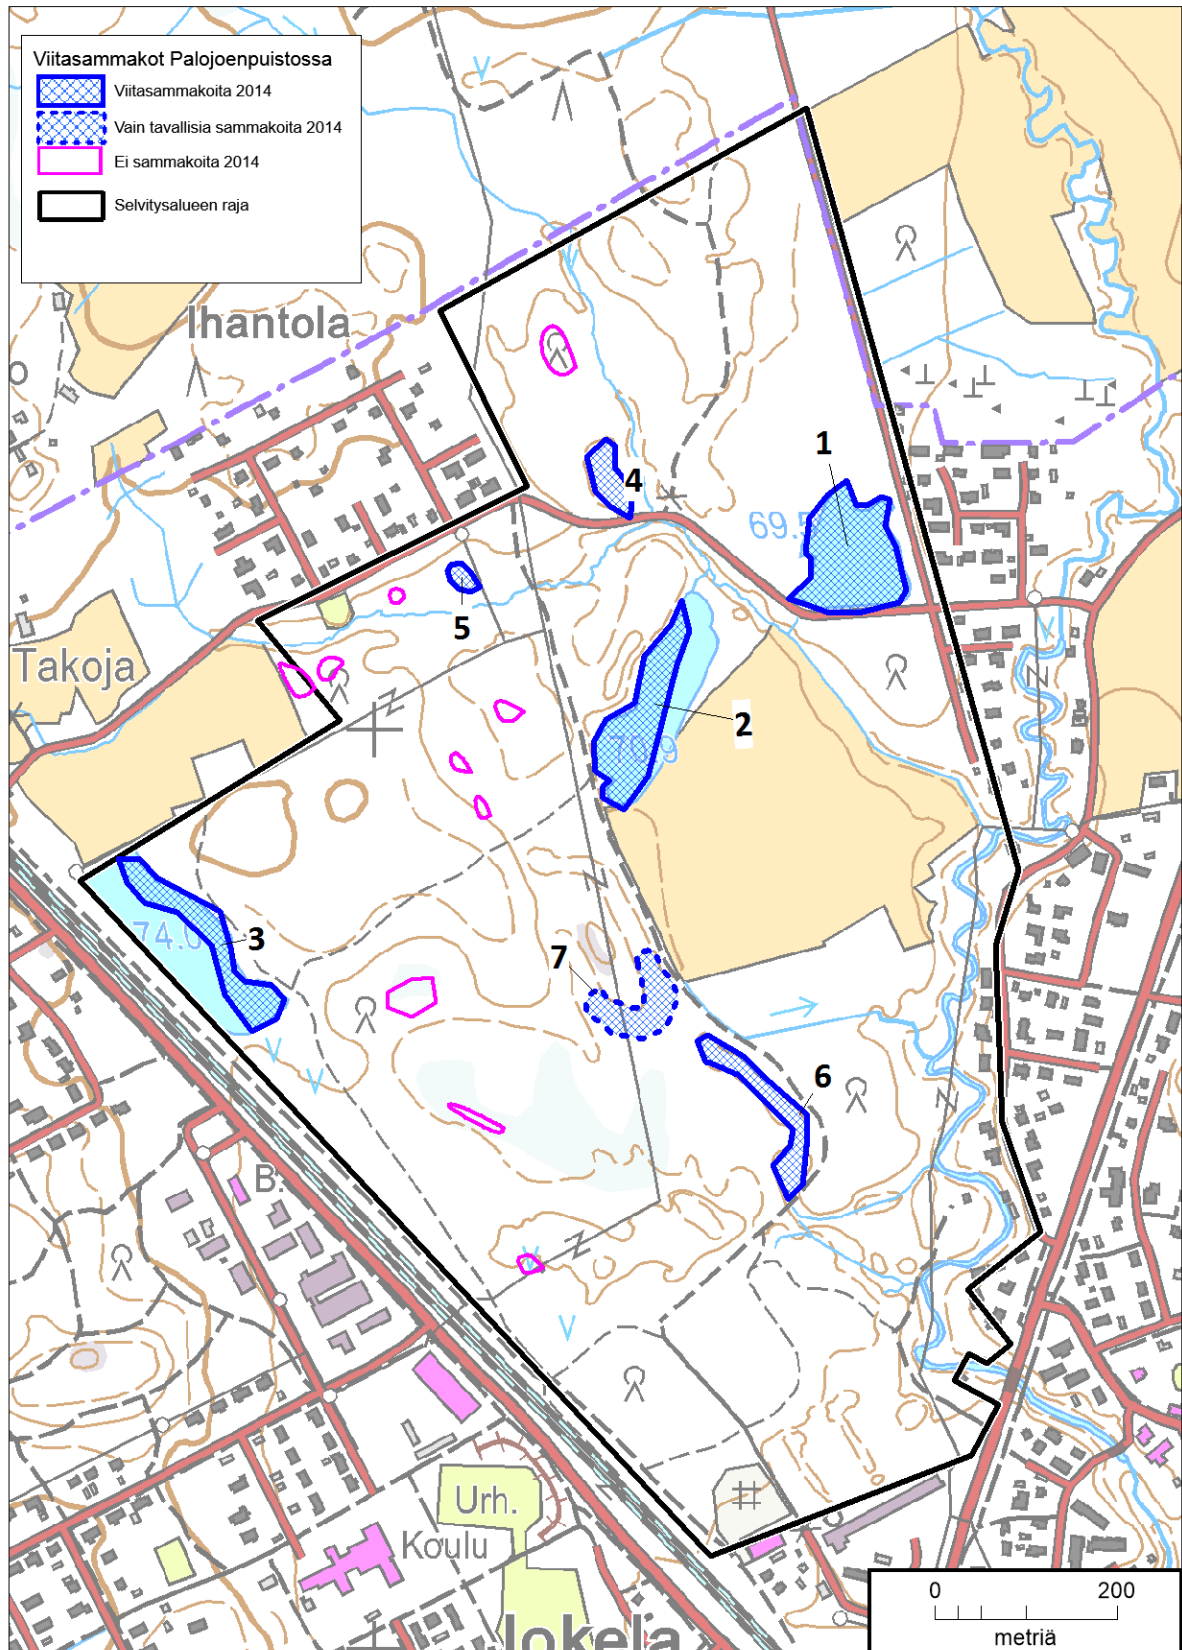 Viitasammakot Palojoenpuistossa
Viitasammakoita 2014
Vain tavallisia sammakoita 2014
Ei sammakoita 2014
Selvitysalueen raja
Ihantola
1
4
69.5
5
Takoja
2
70.9
74.0
3
7
6
B.
Urh.
Koulu
Jokela
0 200
metriä